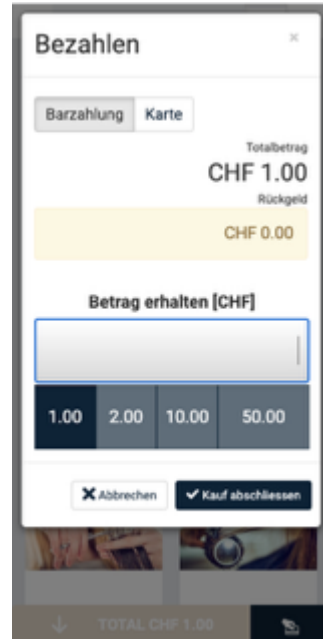 Bezahlen ×
Barzahlung Karte
Totalbetrag
CHF 1.00
Rückgeld
CHF 0.00
Betrag erhalten [CHF]
1.00 2.00 10.00 50.00
Abbrechen Kauf abschliessen
TOTAL CHF 1.00